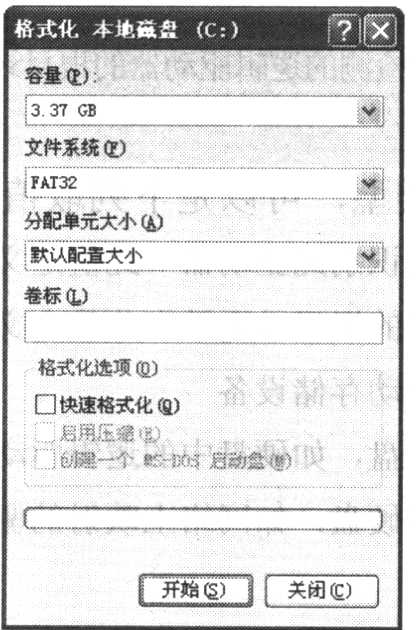 格式化 本地磁盘 (C:)
容量(P):
3.37 GB
文件系统(F)
FAT32
分配单元大小(A)
默认配置大小
卷标(L)
格式化选项(O)
快速格式化(Q)
启用压缩(E)
创建一个 MS-DOS 启动盘(M)
开始(S)
关闭(C)